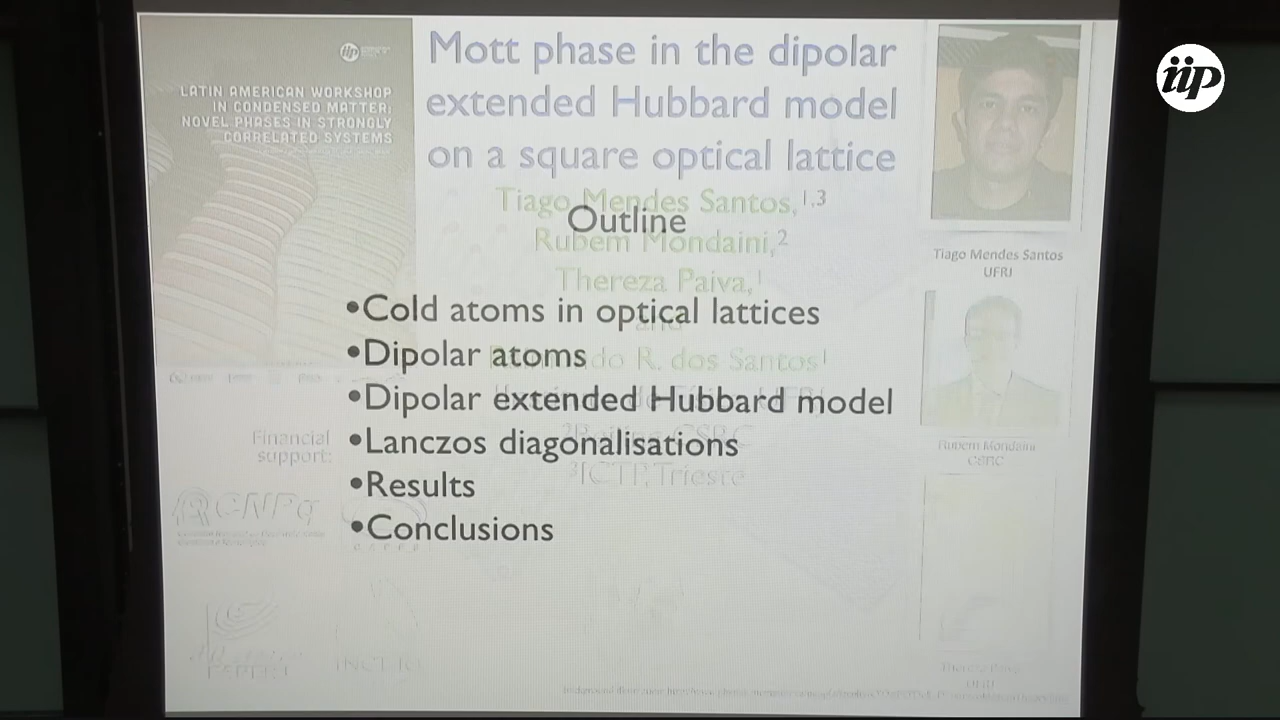 iip
iip
LATIN AMERICAN WORKSHOP
IN CONDENSED MATTER:
NOVEL PHASES IN STRONGLY
CORRELATED SYSTEMS
Mott phase in the dipolar
extended Hubbard model
on a square optical lattice
Tiago Mendes Santos,1,3
Rubem Mondaini,2
Thereza Paiva,1
and
R. dos Santos1
3ICTP, Trieste
Outline
•Cold atoms in optical lattices
•Dipolar atoms
•Dipolar extended Hubbard model
•Lanczos diagonalisations
•Results
•Conclusions
Tiago Mendes Santos
UFRJ
Rubem Mondaini
CSRC
Financial
support:
CNPq